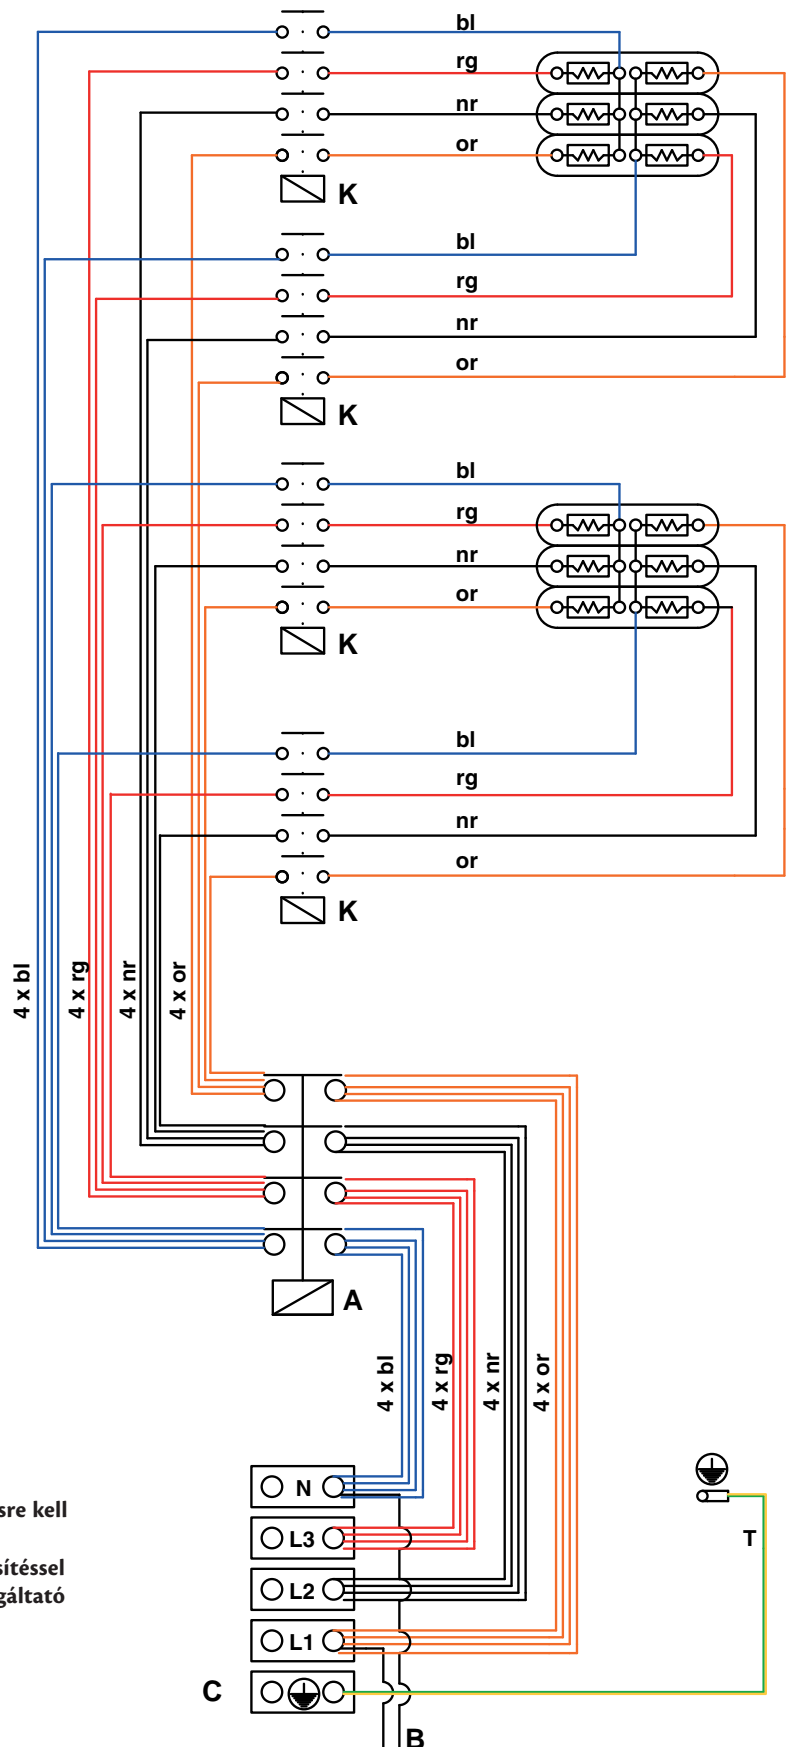 bl
rg
nr
or
K
bl
rg
nr
or
K
bl
rg
nr
or
K
bl
rg
nr
or
K
4 x bl
4 x rg
4 x nr
4 x or
A
4 x bl
4 x rg
4 x nr
4 x or
N
L3
L2
L1
C
B
T
sre kell
sítéssel
gáltató